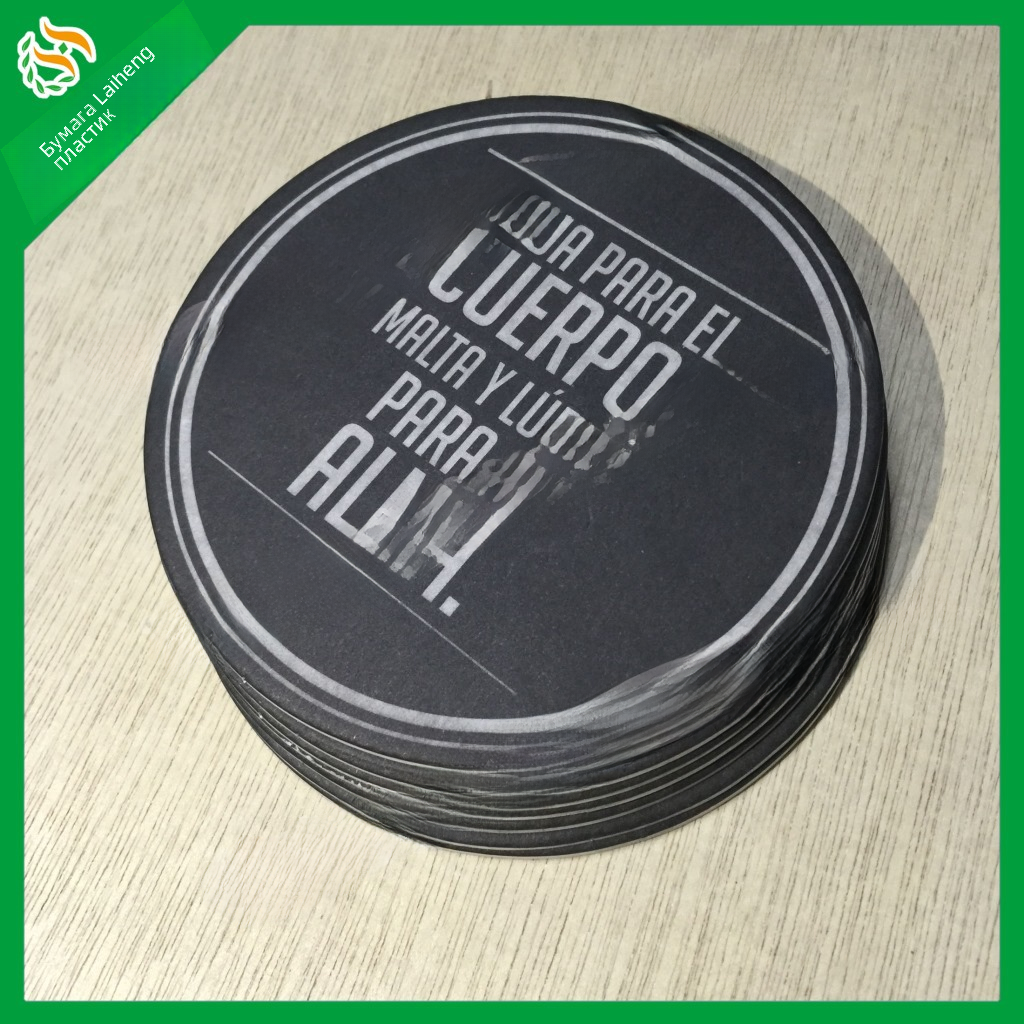 Бумага Laiheng
пластик
PARA EL
CUERPO
MALTA Y
PARA